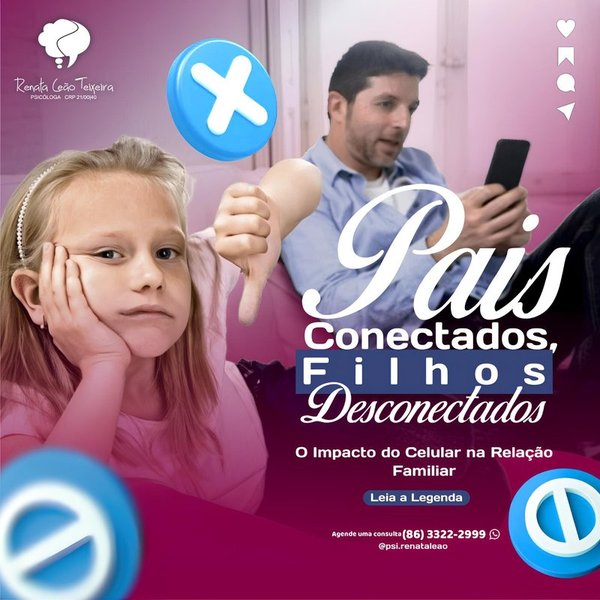 Renata Leão Teixeira
PSICÓLOGA CRP 21/00140
Pais
Conectados,
Filhos
Desconectados
O Impacto do Celular na Relação
Familiar
Leia a Legenda
Agende uma consulta (86) 3322-2999
@psi.renataleao